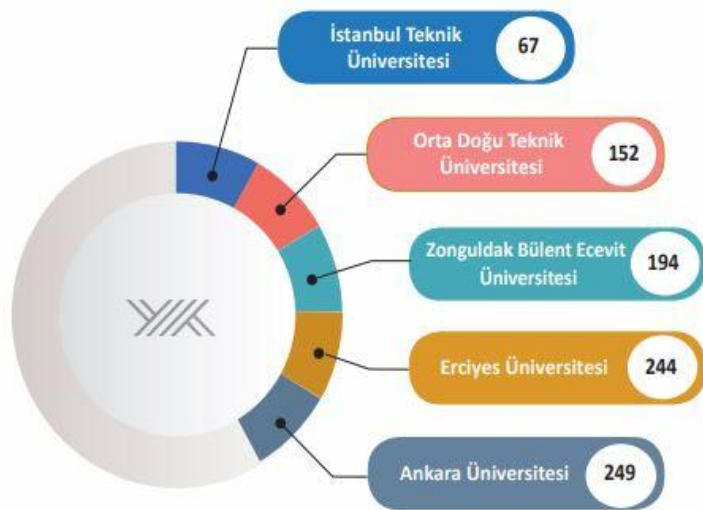 İstanbul Teknik
Üniversitesi
67
Orta Doğu Teknik
Üniversitesi
152
Zonguldak Bülent Ecevit
Üniversitesi
194
Erciyes Üniversitesi
244
Ankara Üniversitesi
249